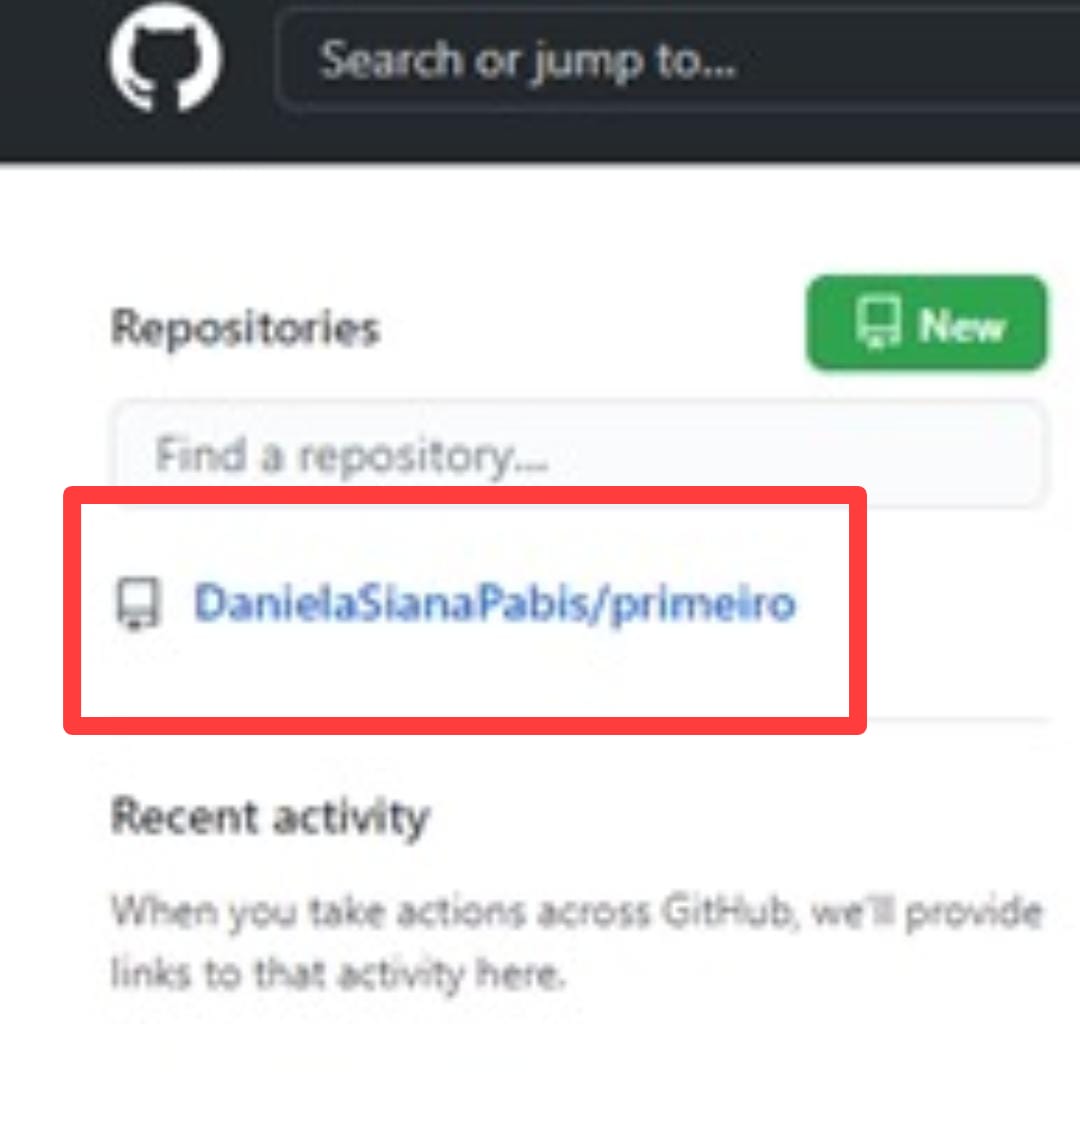 Search or jump to...
Repositories
New
Find a repository...
DanielaSianaPabis/primeiro
Recent activity
When you take actions across GitHub, we'll provide
links to that activity here.